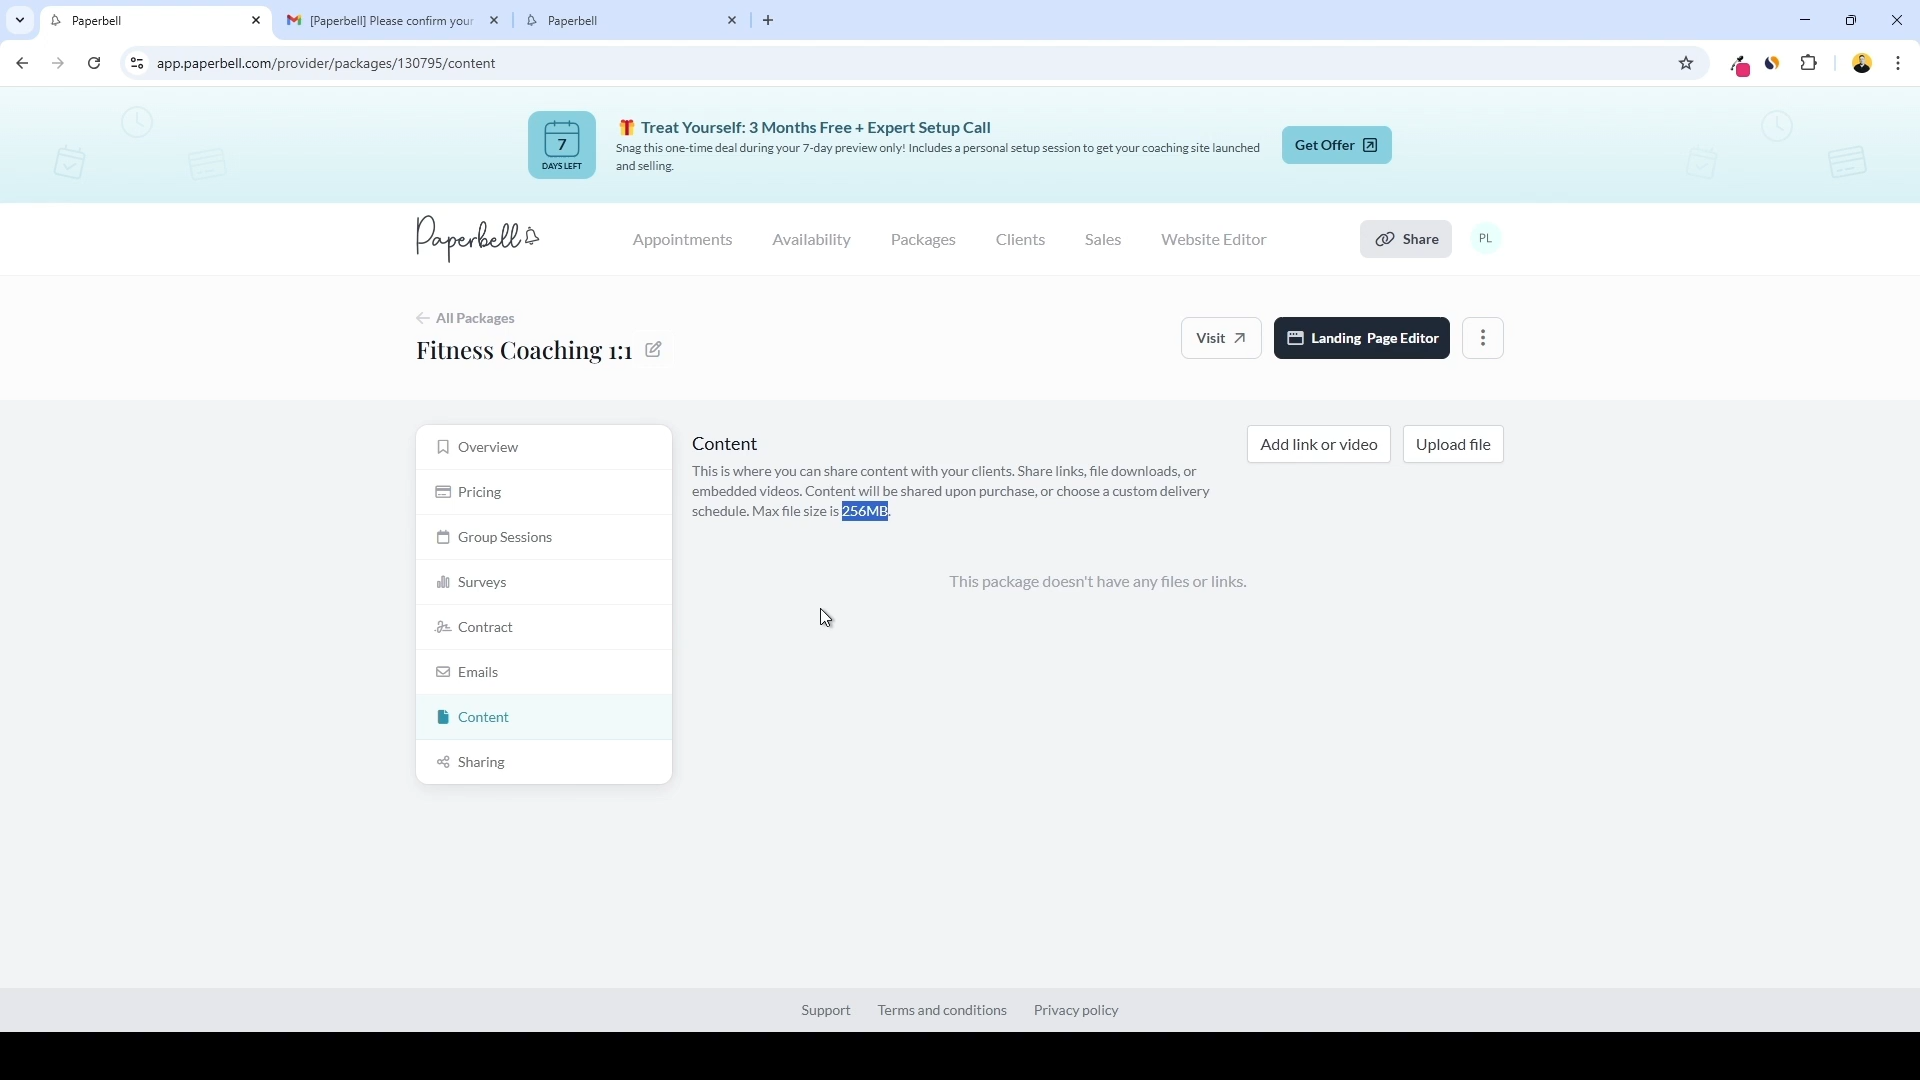 Paperbell
[Paperbell] Please confirm your
Paperbell
app.paperbell.com/provider/packages/130795/content
7
DAYS LEFT
🎁 Treat Yourself: 3 Months Free + Expert Setup Call
Snag this one-time deal during your 7-day preview only! Includes a personal setup session to get your coaching site launched
and selling.
Get Offer
Paperbell
Appointments
Availability
Packages
Clients
Sales
Website Editor
Share
PL
← All Packages
Fitness Coaching 1:1
Visit
Landing Page Editor
Overview
Pricing
Group Sessions
Surveys
Contract
Emails
Content
Sharing
Content
This is where you can share content with your clients. Share links, file downloads, or
embedded videos. Content will be shared upon purchase, or choose a custom delivery
schedule. Max file size is 256MB.
Add link or video
Upload file
This package doesn't have any files or links.
Support
Terms and conditions
Privacy policy